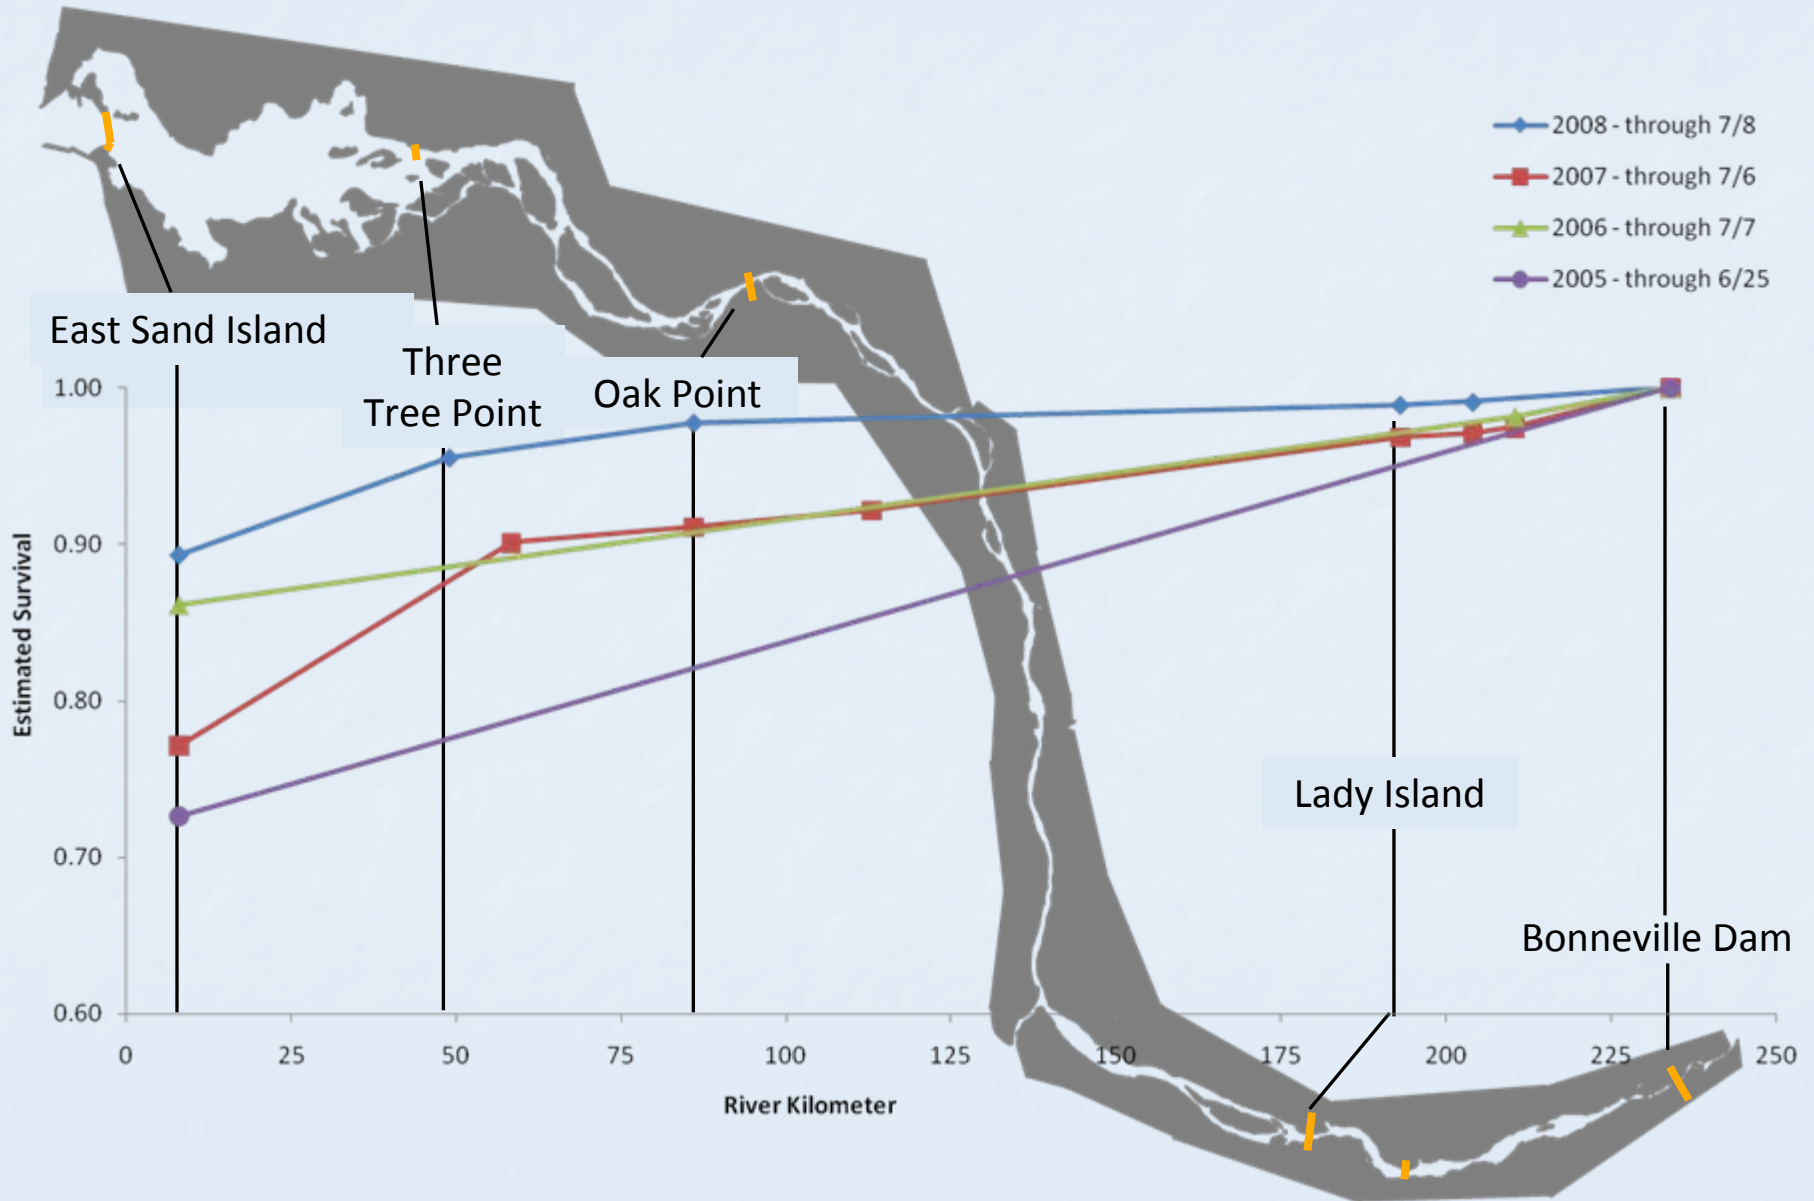 2008 - through 7/8
2007 - through 7/6
2006 - through 7/7
2005 - through 6/25
East Sand Island
Three
Tree Point
Oak Point
1.00
0.90
0.80
0.70
0.60
Estimated Survival
Lady Island
Bonneville Dam
0 25 50 75 100 125 150 175 200 225 250
River Kilometer